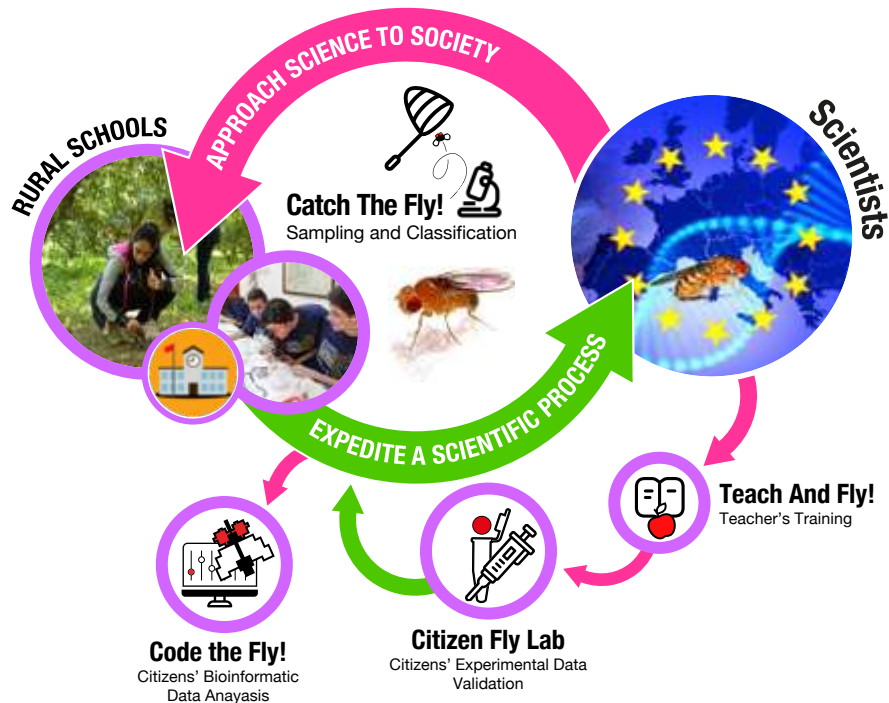 APPROACH SCIENCE TO SOCIETY
RURAL SCHOOLS
Scientists
Catch The Fly!
Sampling and Classification
EXPEDITE A SCIENTIFIC PROCESS
Teach And Fly!
Teacher's Training
Citizen Fly Lab
Citizens' Experimental Data
Validation
Code the Fly!
Citizens' Bioinformatic
Data Anayasis